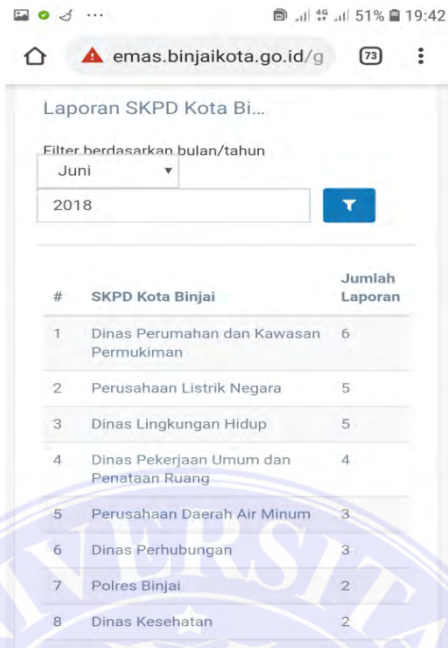 ... 4G 51% 19:42
emas.binjaikota.go.id/g 73
Laporan SKPD Kota Bi...
Filter berdasarkan bulan/tahun
Juni
2018
# SKPD Kota Binjai Jumlah Laporan
1 Dinas Perumahan dan Kawasan Permukiman 6
2 Perusahaan Listrik Negara 5
3 Dinas Lingkungan Hidup 5
4 Dinas Pekerjaan Umum dan Penataan Ruang 4
5 Perusahaan Daerah Air Minum 3
6 Dinas Perhubungan 3
7 Polres Binjai 2
8 Dinas Kesehatan 2